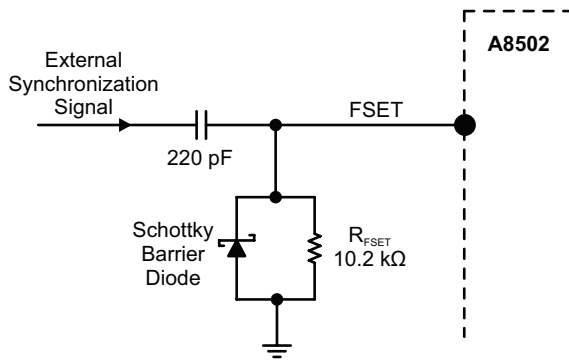 A8502
External
Synchronization
Signal
FSET
220 pF
Schottky
Barrier
Diode
RFSET
10.2 kΩ